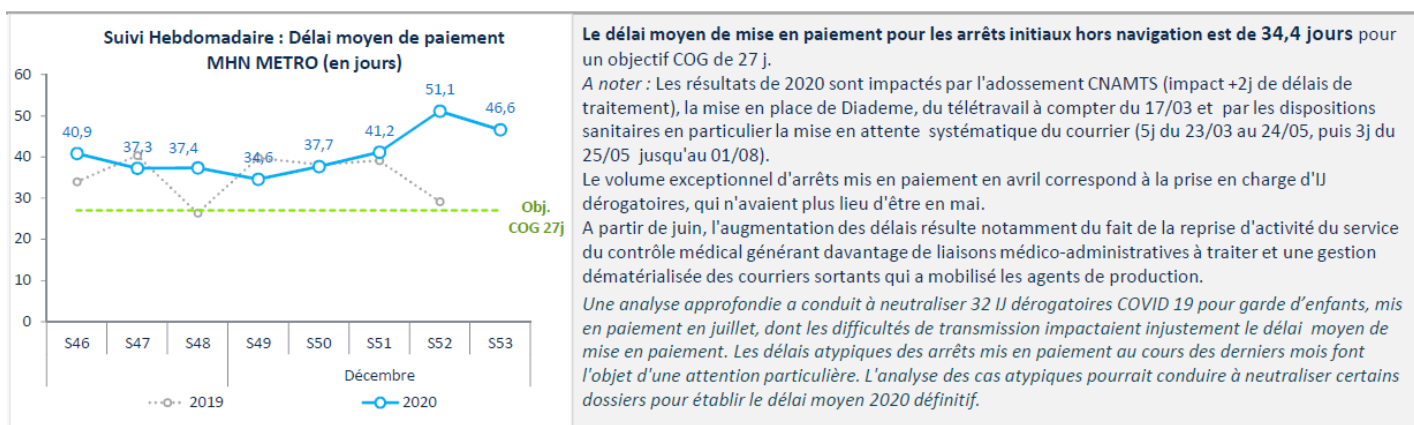 Suivi Hebdomadaire : Délai moyen de paiement
MHN METRO (en jours)
60
50
40
30
20
10
0
40,9
37,3
37,4
34,6
37,7
41,2
51,1
46,6
Obj.
COG 27j
S46
S47
S48
S49
S50
S51
S52
S53
Décembre
2019
2020
Le délai moyen de mise en paiement pour les arrêts initiaux hors navigation est de 34,4 jours pour
un objectif COG de 27 j.
A noter : Les résultats de 2020 sont impactés par l'adossement CNAMTS (impact +2j de délais de
traitement), la mise en place de Diademe, du télétravail à compter du 17/03 et par les dispositions
sanitaires en particulier la mise en attente systématique du courrier (5j du 23/03 au 24/05, puis 3j du
25/05 jusqu'au 01/08).
Le volume exceptionnel d'arrêts mis en paiement en avril correspond à la prise en charge d'IJ
dérogatoires, qui n'avaient plus lieu d'être en mai.
A partir de juin, l'augmentation des délais résulte notamment du fait de la reprise d'activité du service
du contrôle médical générant davantage de liaisons médico-administratives à traiter et une gestion
dématérialisée des courriers sortants qui a mobilisé les agents de production.
Une analyse approfondie a conduit à neutraliser 32 IJ dérogatoires COVID 19 pour garde d’enfants, mis
en paiement en juillet, dont les difficultés de transmission impactaient injustement le délai moyen de
mise en paiement. Les délais atypiques des arrêts mis en paiement au cours des derniers mois font
l'objet d'une attention particulière. L'analyse des cas atypiques pourrait conduire à neutraliser certains
dossiers pour établir le délai moyen 2020 définitif.